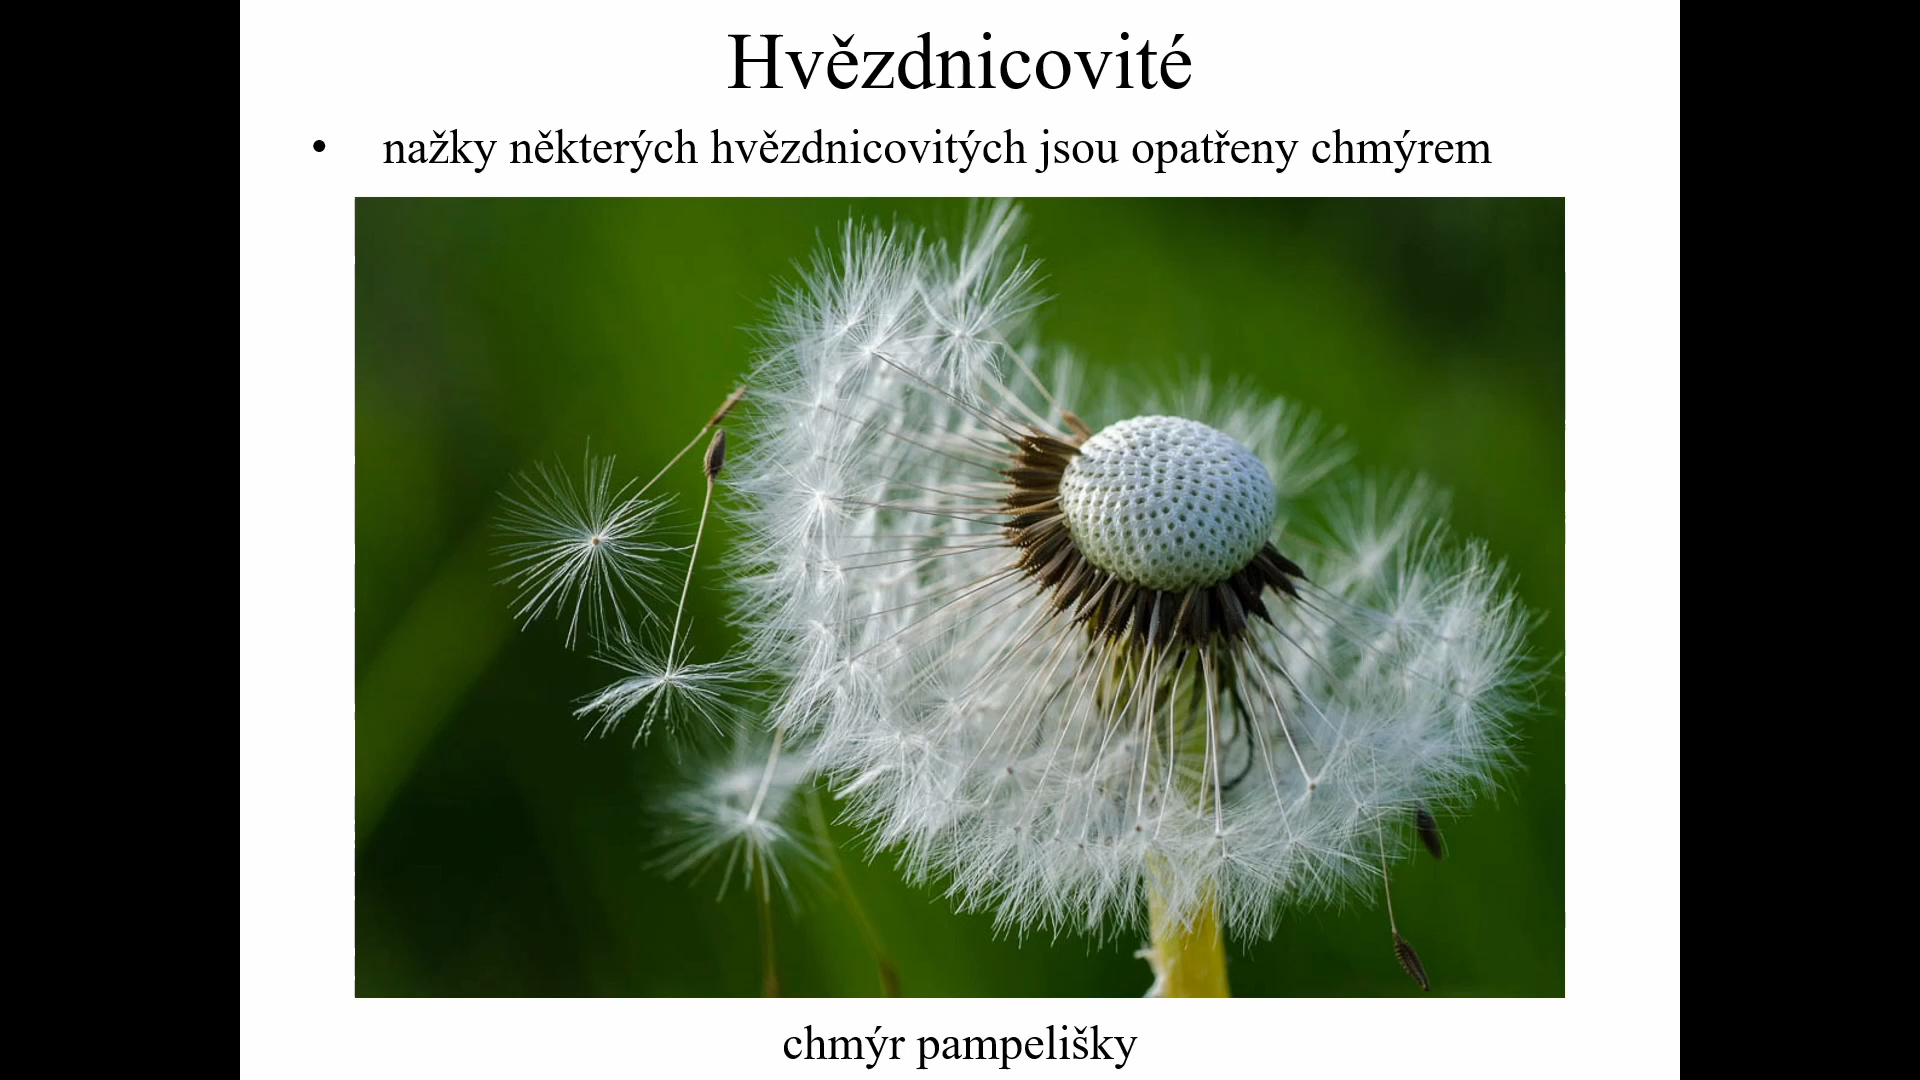 Hvězdnicovité
• nažky některých hvězdnicovitých jsou opatřeny chmýrem
chmýr pampelišky